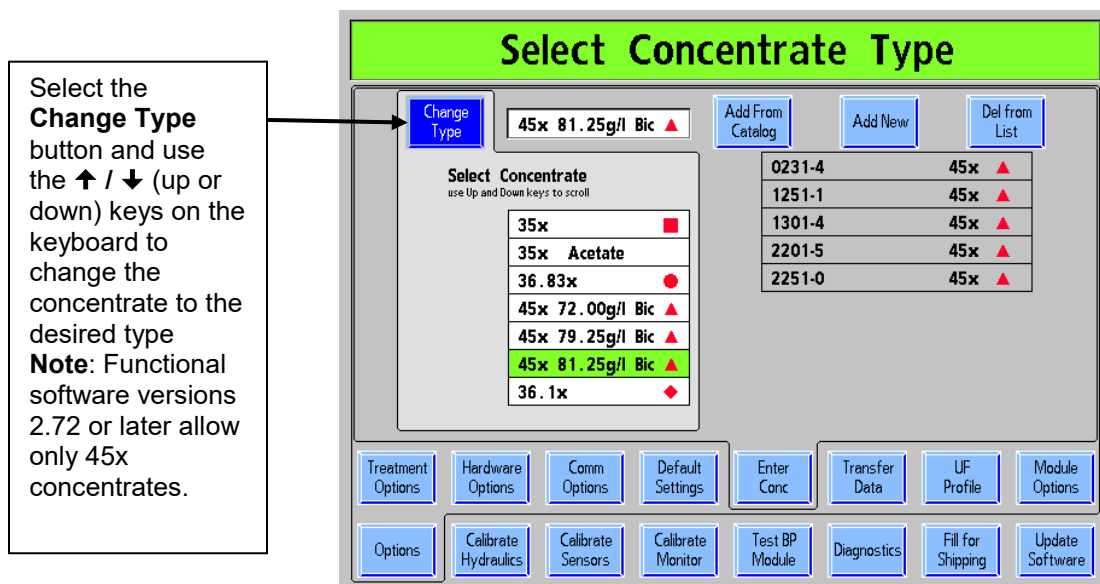 Select the
Change Type
button and use
the ↑ / ↓ (up or
down) keys on the
keyboard to
change the
concentrate to the
desired type
Note: Functional
software versions
2.72 or later allow
only 45x
concentrates.
Select Concentrate Type
Change
Type
45x 81.25g/l Bic ▲
Add From
Catalog
Add New
Del from
List
Select Concentrate
use Up and Down keys to scroll
35x ■
35x Acetate
36.83x ●
45x 72.00g/l Bic ▲
45x 79.25g/l Bic ▲
45x 81.25g/l Bic ▲
36.1x ◆
0231-4 45x ▲
1251-1 45x ▲
1301-4 45x ▲
2201-5 45x ▲
2251-0 45x ▲
Treatment
Options
Hardware
Options
Comm
Options
Default
Settings
Enter
Conc
Transfer
Data
UF
Profile
Module
Options
Options
Calibrate
Hydraulics
Calibrate
Sensors
Calibrate
Monitor
Test BP
Module
Diagnostics
Fill for
Shipping
Update
Software